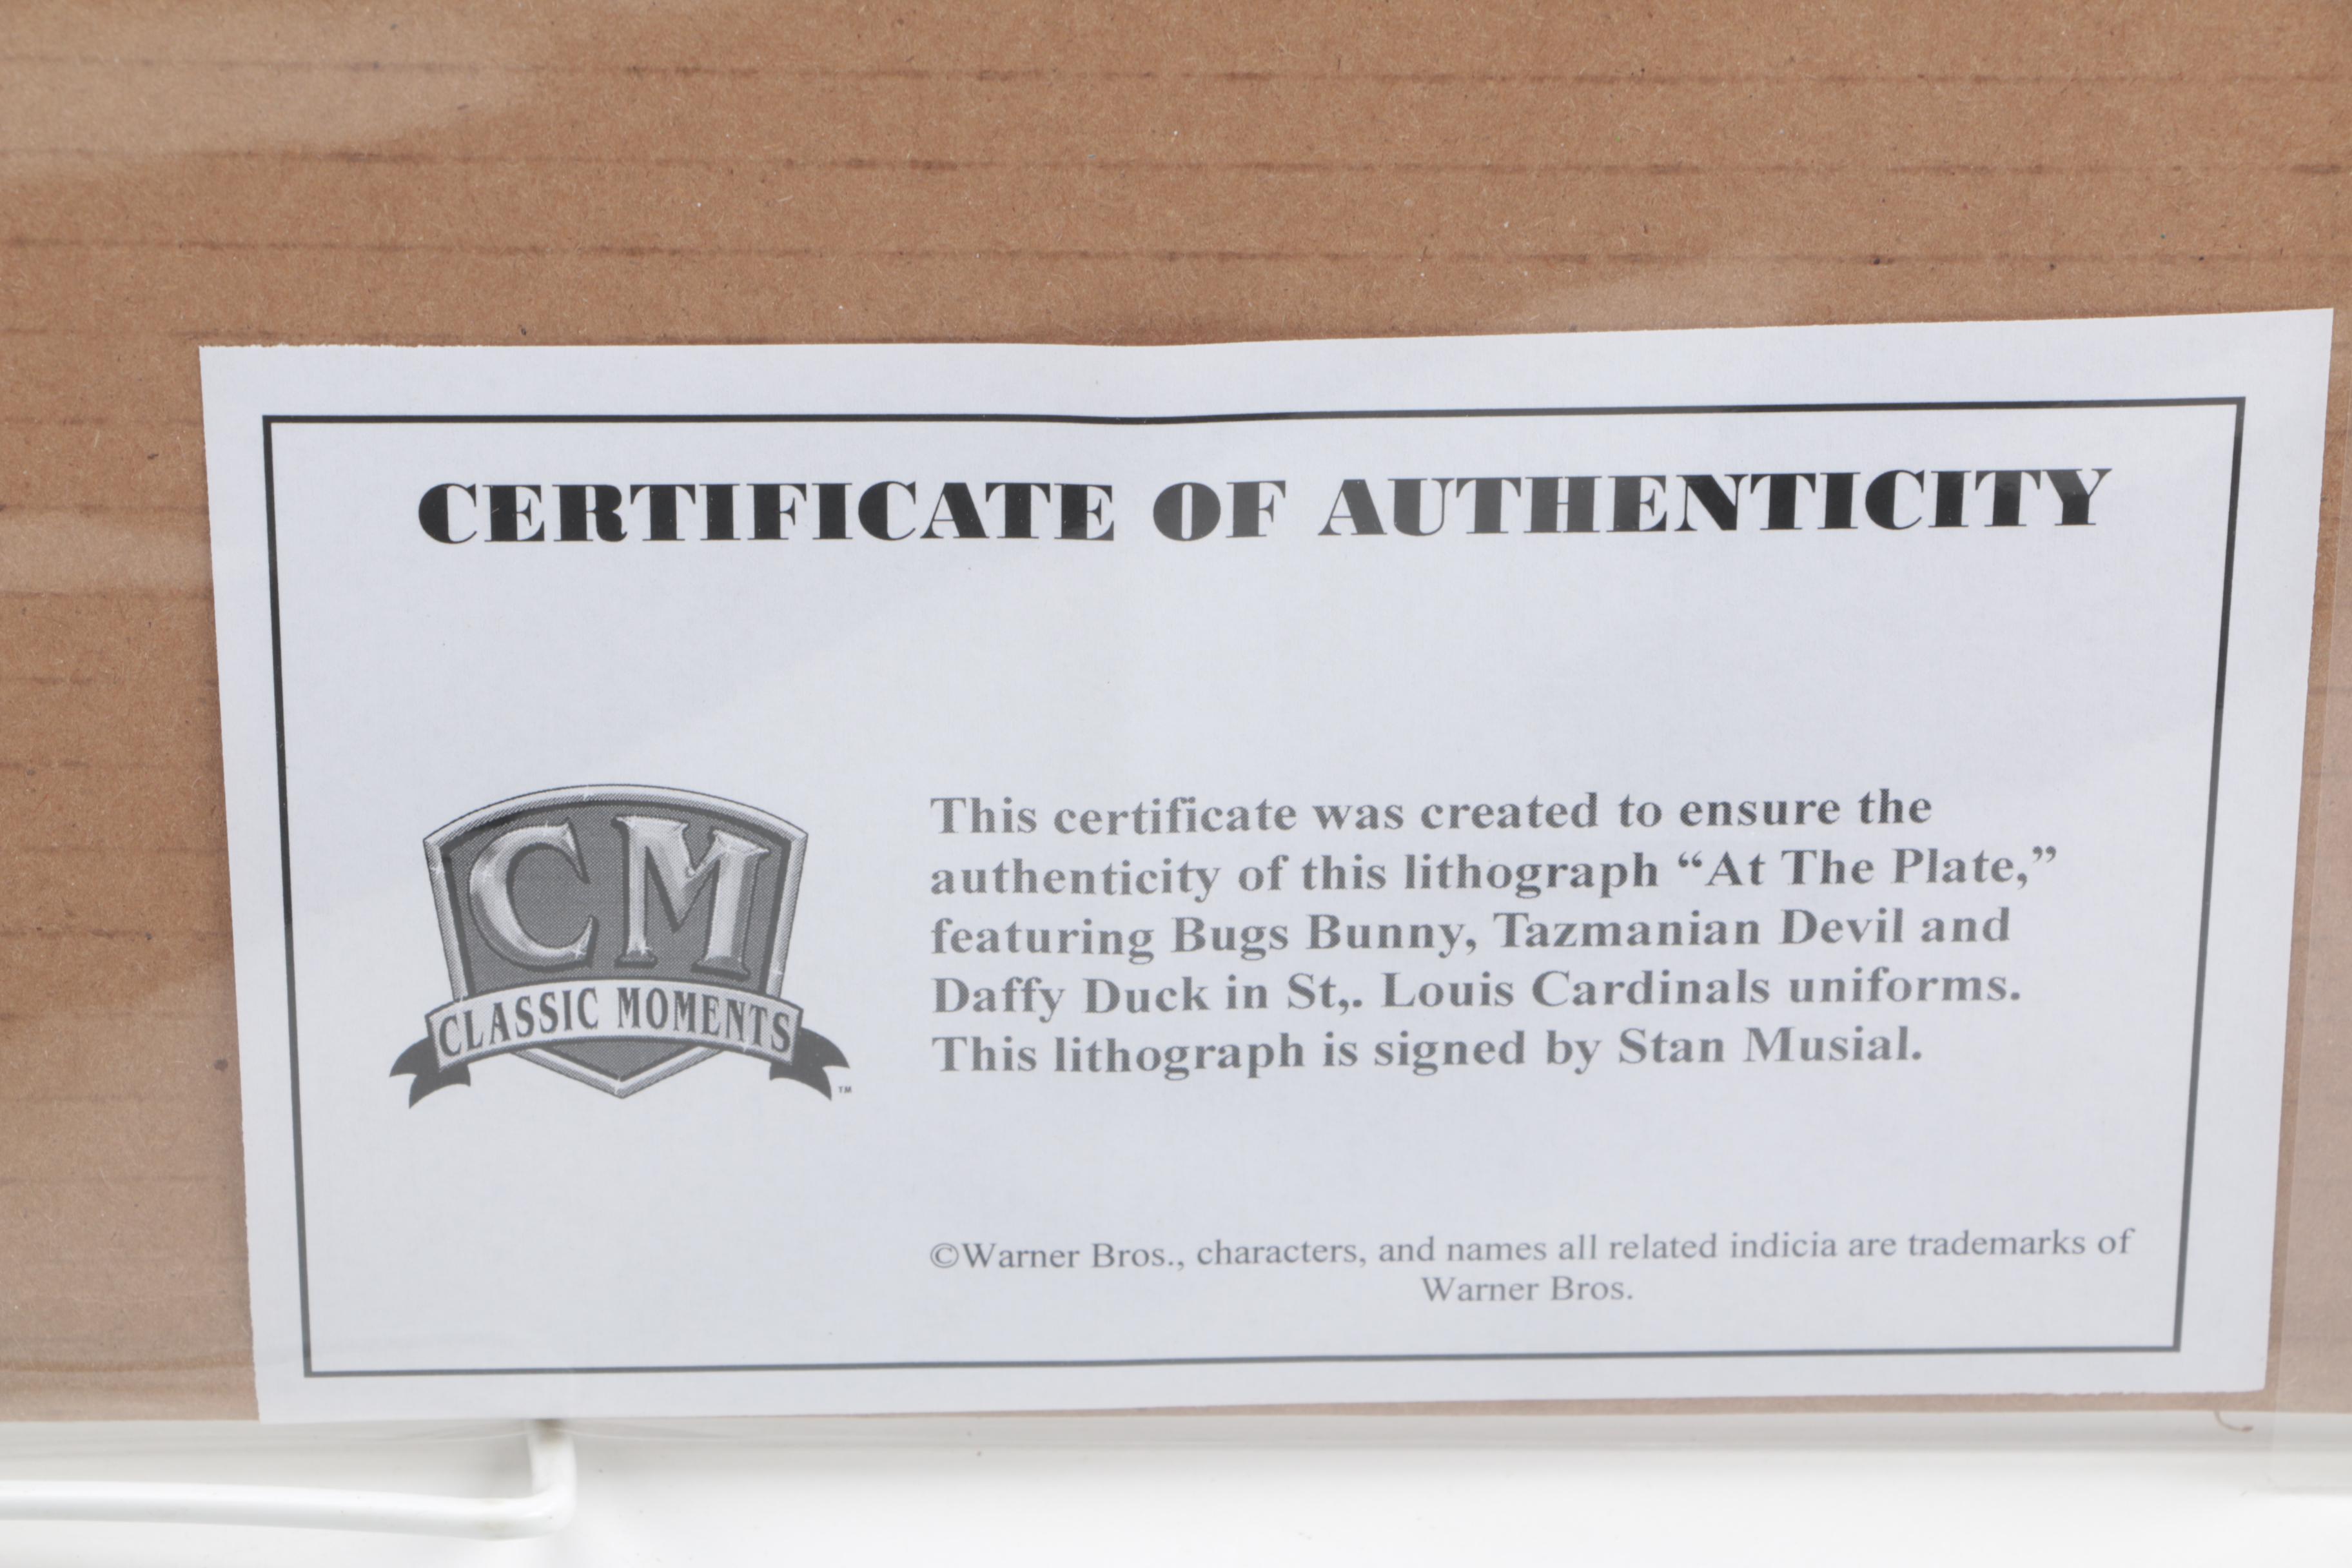 CERTIFICATE OF AUTHENTICITY
CM
CLASSIC MOMENTS
TM
This certificate was created to ensure the
authenticity of this lithograph “At The Plate,”
featuring Bugs Bunny, Tazmanian Devil and
Daffy Duck in St,. Louis Cardinals uniforms.
This lithograph is signed by Stan Musial.
©Warner Bros., characters, and names all related indicia are trademarks of
Warner Bros.